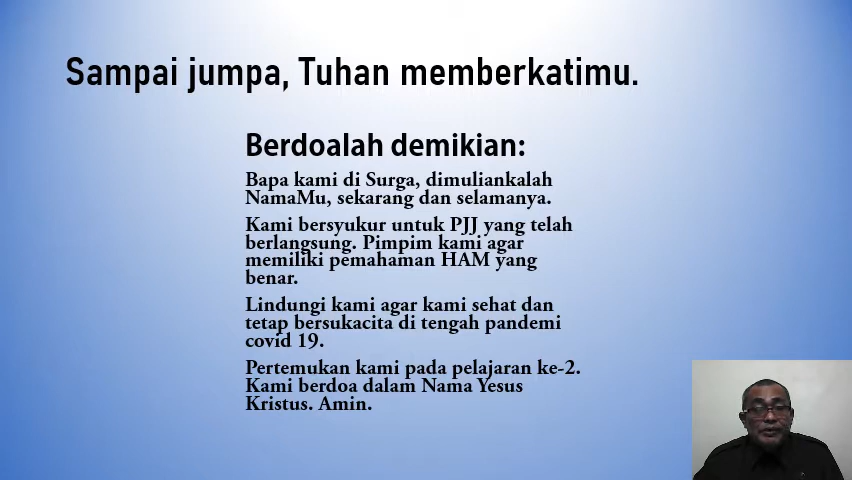 Sampai jumpa, Tuhan memberkatimu.
Berdoalah demikian:
Bapa kami di Surga, dimuliankalah
NamaMu, sekarang dan selamanya.
Kami bersyukur untuk PJJ yang telah
berlangsung. Pimpim kami agar
memiliki pemahaman HAM yang
benar.
Lindungi kami agar kami sehat dan
tetap bersukacita di tengah pandemi
covid 19.
Pertemukan kami pada pelajaran ke-2.
Kami berdoa dalam Nama Yesus
Kristus. Amin.